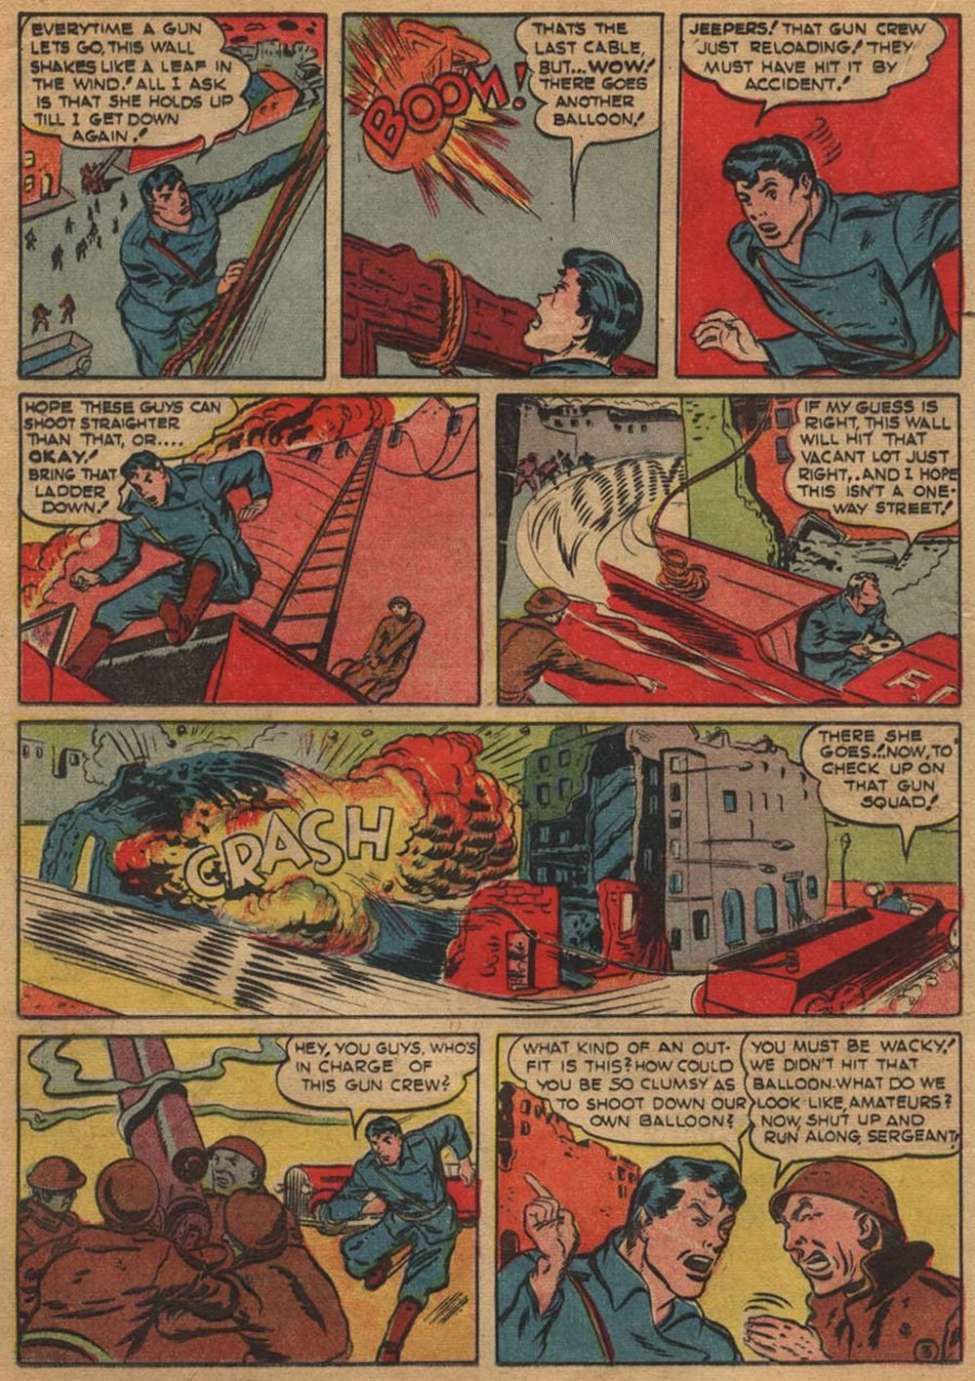 EVERYTIME A GUN
LETS GO, THIS WALL
SHAKES LIKE A LEAF IN
THE WIND! ALL I ASK
IS THAT SHE HOLDS UP
TILL I GET DOWN
AGAIN!
BOOM!
THAT'S THE
LAST CABLE,
BUT... WOW!
THERE GOES
ANOTHER
BALLOON!
JEEPERS! THAT GUN CREW
JUST RELOADING! THEY
MUST HAVE HIT IT BY
ACCIDENT!
HOPE THESE GUYS CAN
SHOOT STRAIGHTER
THAN THAT, OR....
OKAY!
BRING THAT
LADDER
DOWN!
IF MY GUESS IS
RIGHT, THIS WALL
WILL HIT THAT
VACANT LOT JUST
RIGHT,..AND I HOPE
THIS ISN'T A ONE-
WAY STREET!
CRASH
THERE SHE
GOES..! NOW, TO
CHECK UP ON
THAT GUN
SQUAD!
HEY, YOU GUYS, WHO'S
IN CHARGE OF
THIS GUN CREW?
WHAT KIND OF AN OUT-
FIT IS THIS? HOW COULD
YOU BE SO CLUMSY AS
TO SHOOT DOWN OUR
OWN BALLOON?
YOU MUST BE WACKY!
WE DIDN'T HIT THAT
BALLOON. WHAT DO WE
LOOK LIKE, AMATEURS?
NOW, SHUT UP AND
RUN ALONG, SERGEANT!
5